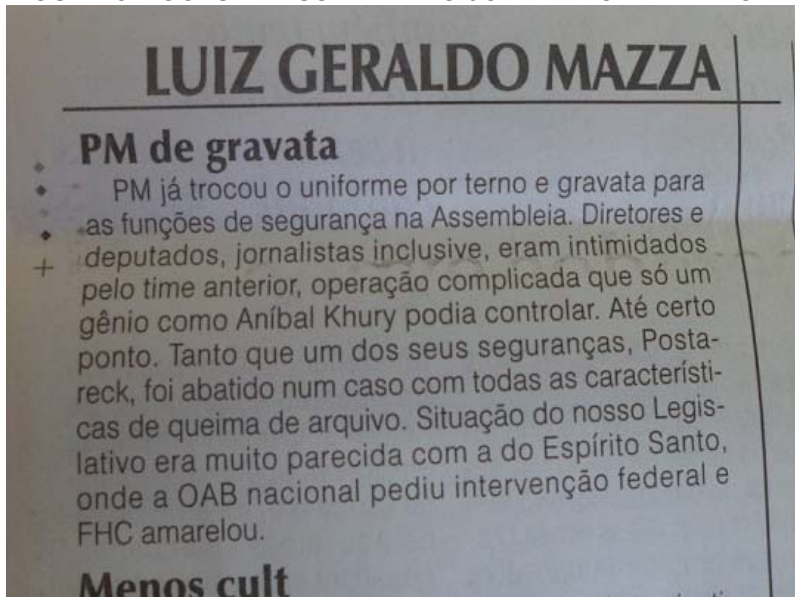 LUIZ GERALDO MAZZA
PM de gravata
PM já trocou o uniforme por terno e gravata para
as funções de segurança na Assembleia. Diretores e
deputados, jornalistas inclusive, eram intimidados
pelo time anterior, operação complicada que só um
gênio como Aníbal Khury podia controlar. Até certo
ponto. Tanto que um dos seus seguranças, Posta-
reck, foi abatido num caso com todas as característi-
cas de queima de arquivo. Situação do nosso Legis-
lativo era muito parecida com a do Espírito Santo,
onde a OAB nacional pediu intervenção federal e
FHC amarelou.
Menos cult